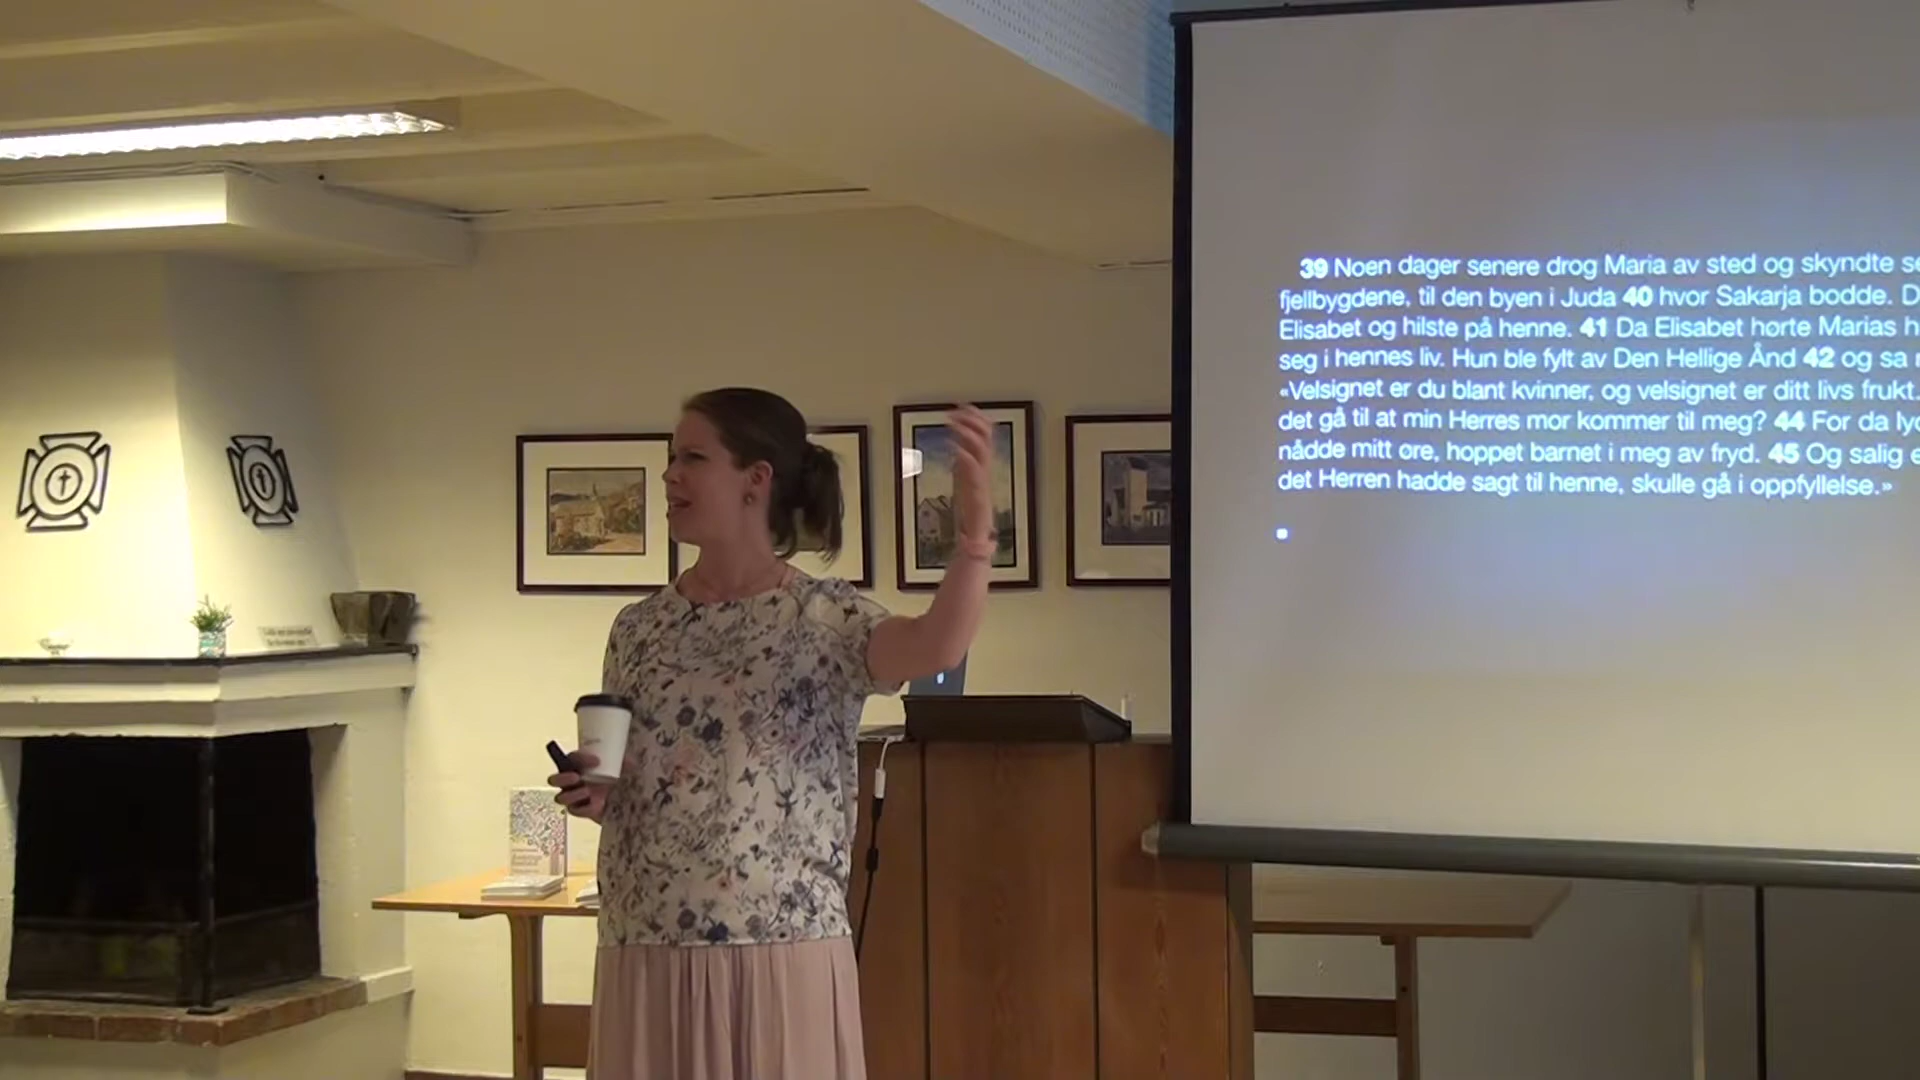 39 Noen dager senere drog Maria av sted og skyndte se
fjellbygdene, til den byen i Juda 40 hvor Sakarja bodde. D
Elisabet og hilste på henne. 41 Da Elisabet hørte Marias h
seg i hennes liv. Hun ble fylt av Den Hellige Ånd 42 og sa
«Velsignet er du blant kvinner, og velsignet er ditt livs frukt.
det gå til at min Herres mor kommer til meg? 44 For da lyd
nådde mitt øre, hoppet barnet i meg av fryd. 45 Og salig e
det Herren hadde sagt til henne, skulle gå i oppfyllelse.»